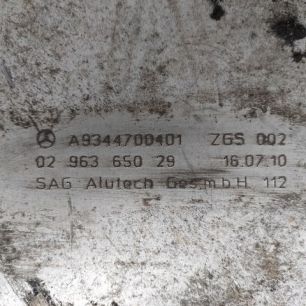 A9344700401 ZGS 002
02 963 650 29 16.07.10
SAG Alutech Ges.m.b.H 112